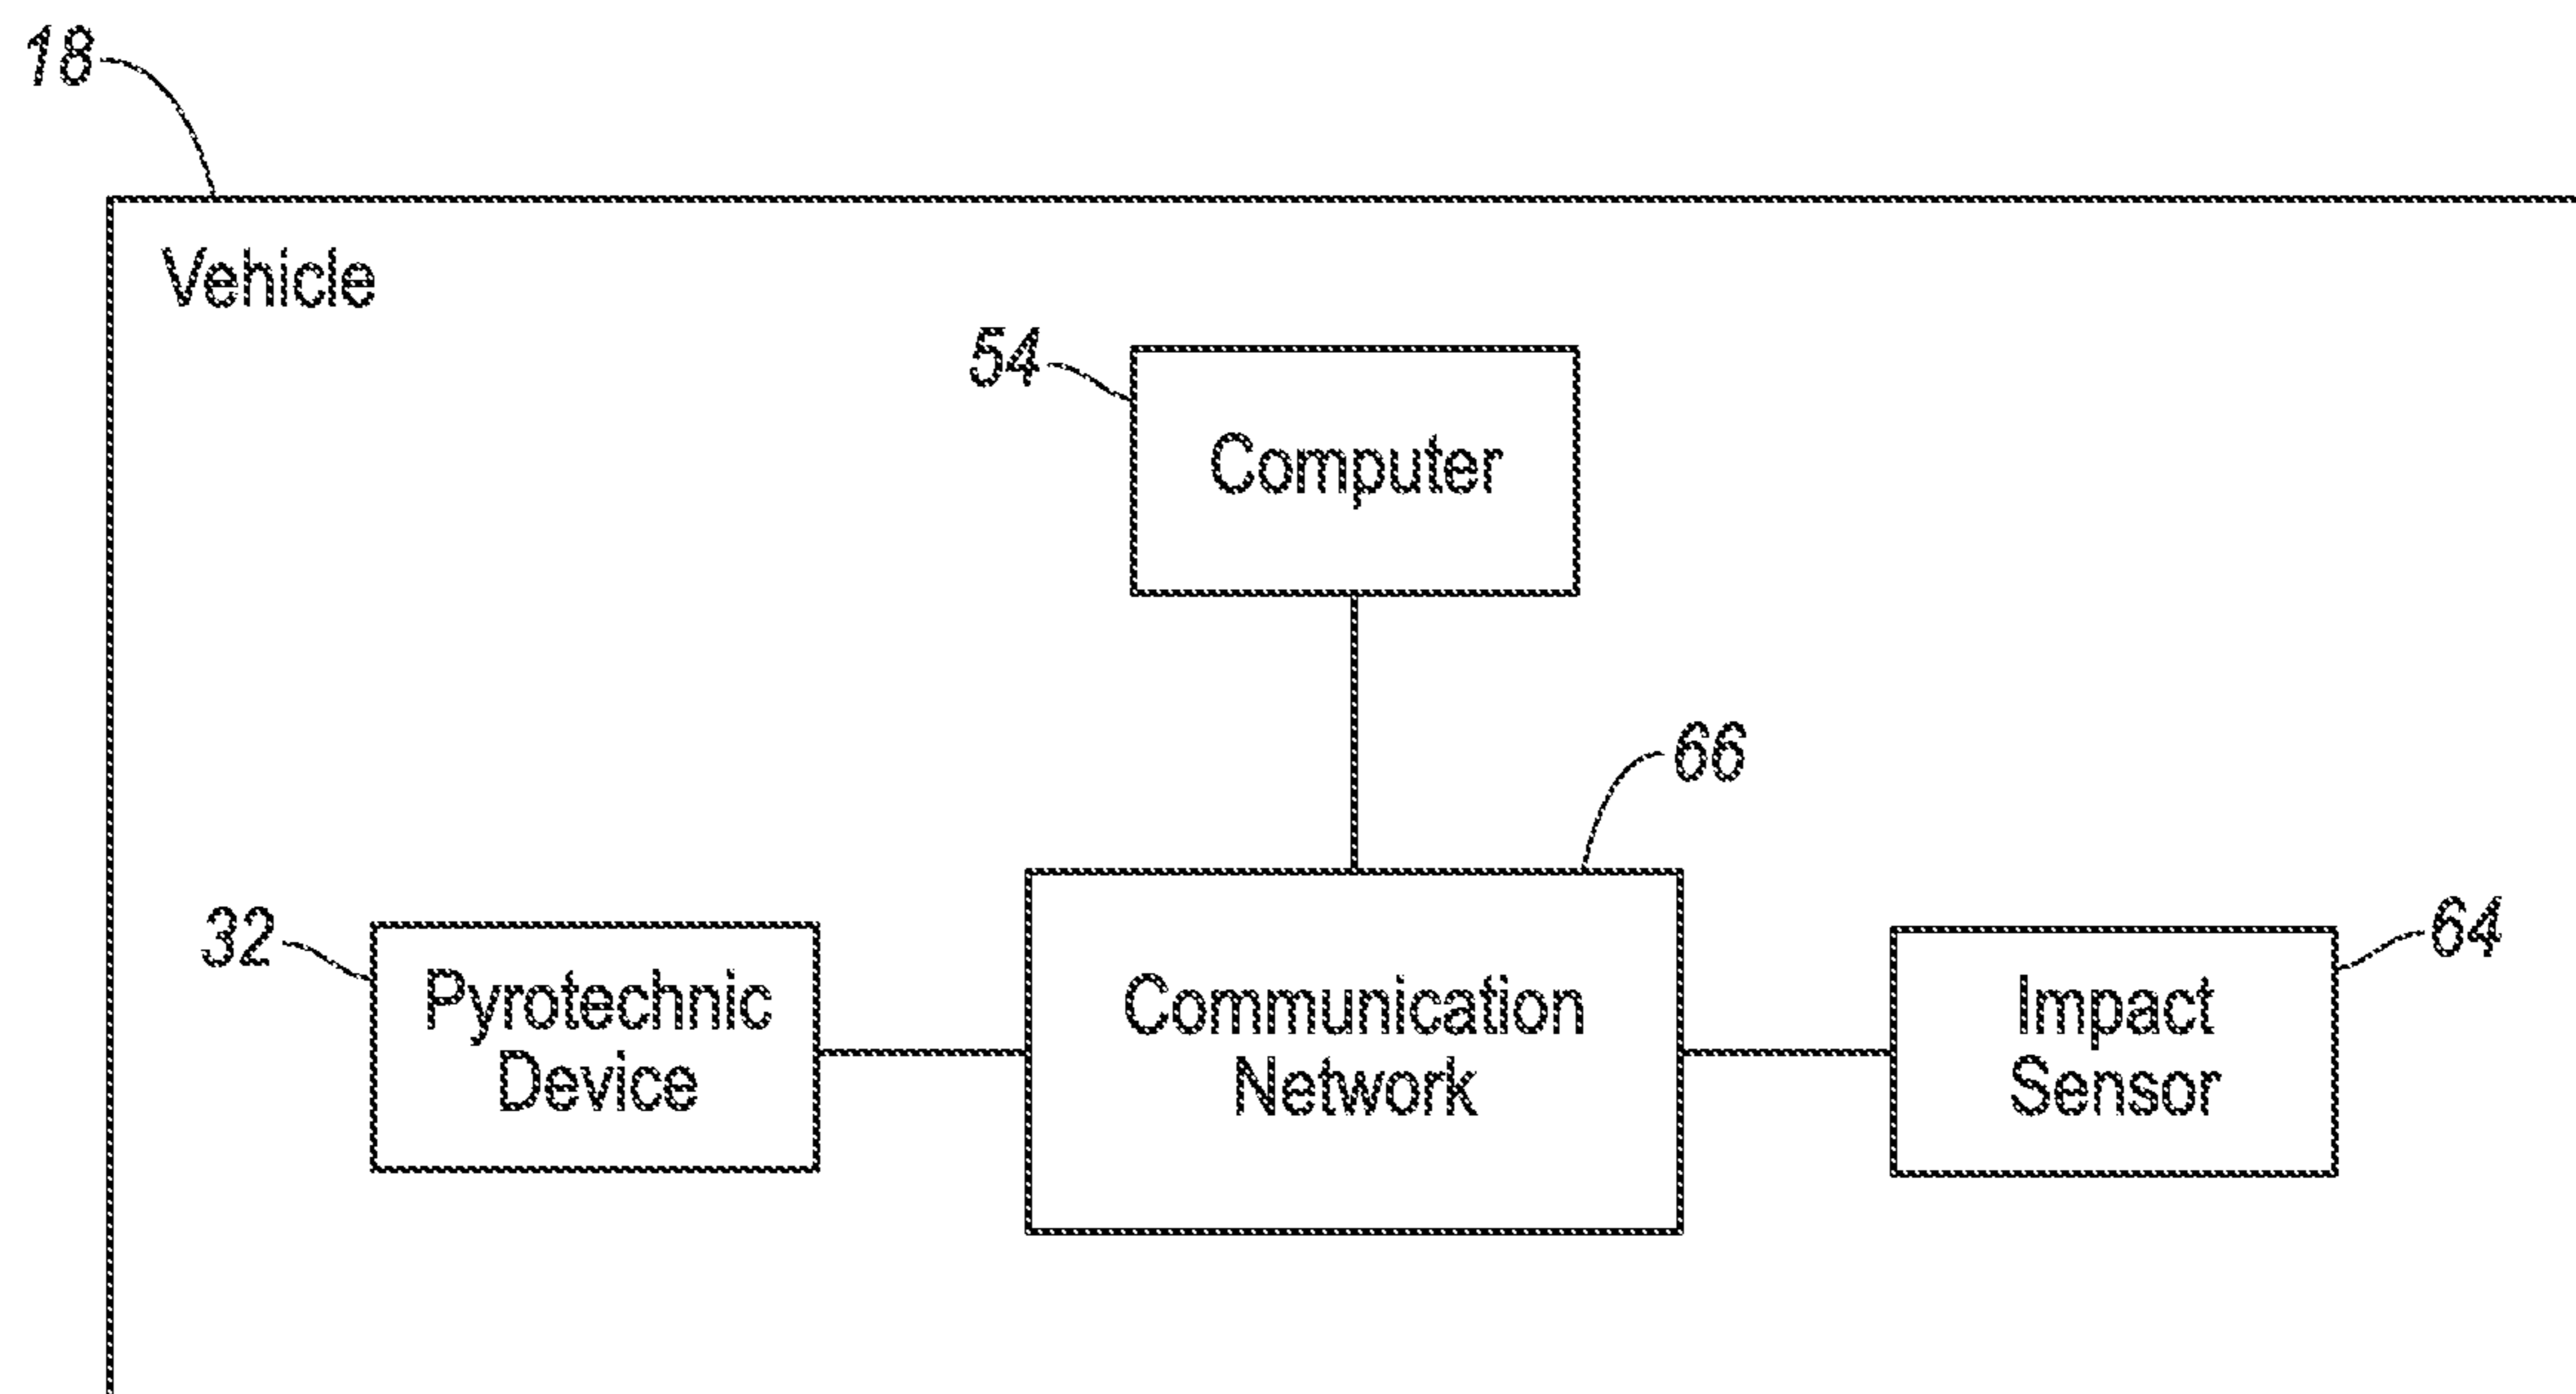 18
Vehicle
54
Computer
66
32
Pyrotechnic
Device
Communication
Network
64
Impact
Sensor